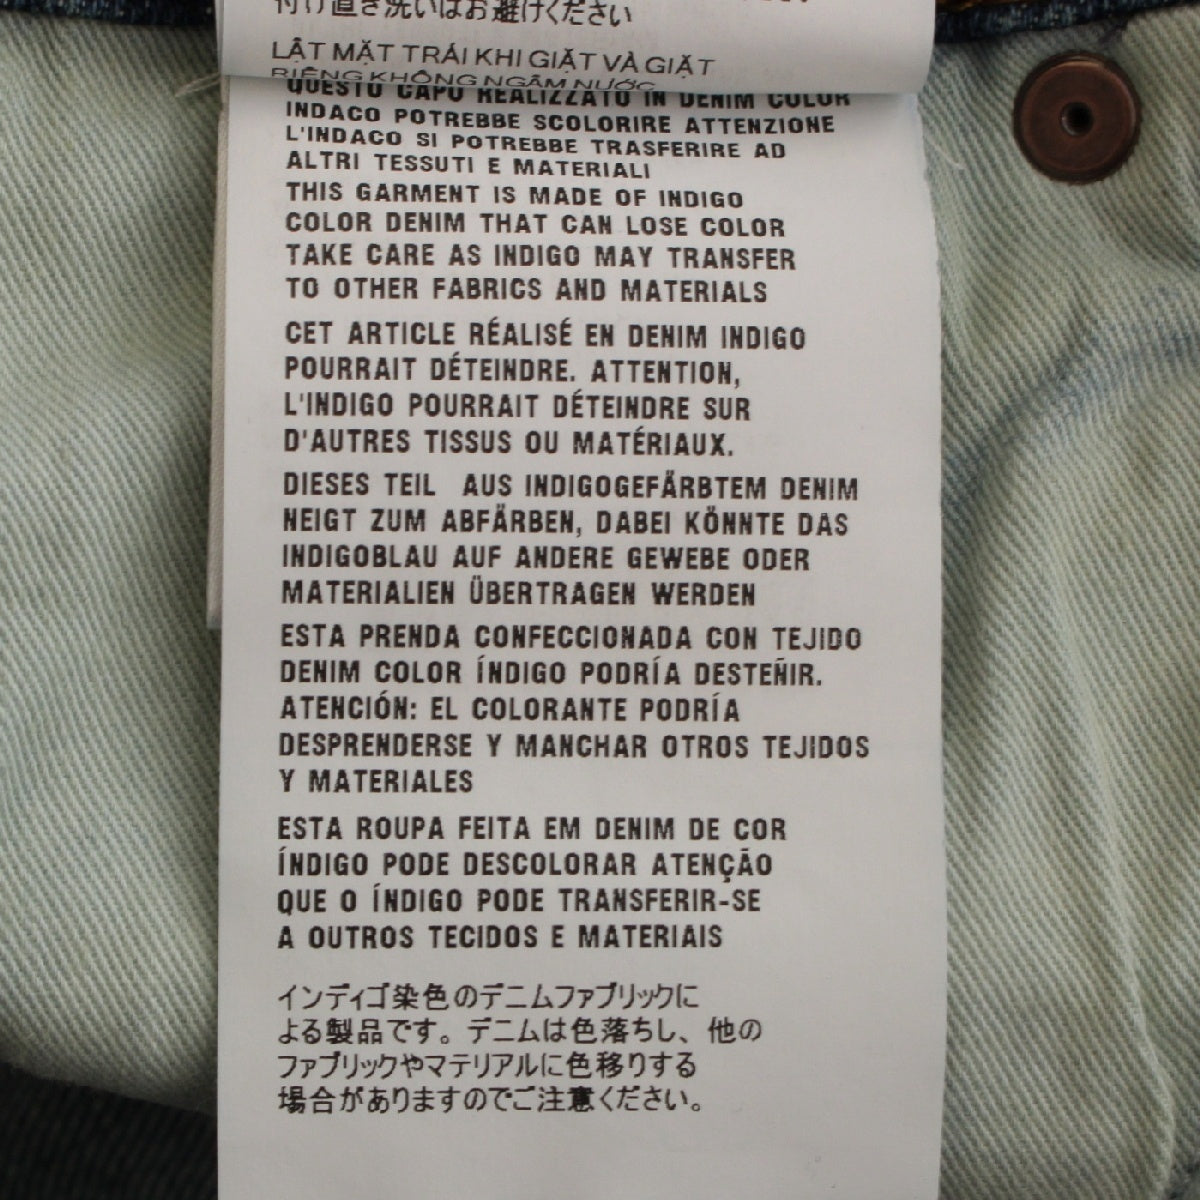 付け置き洗いはお避けください
LẬT MẶT TRÁI KHI GIẶT VÀ GIẶT
RIÊNG KHÔNG NGÂM NƯỚC
QUESTO CAPO REALIZZATO IN DENIM COLOR
INDACO POTREBBE SCOLORIRE ATTENZIONE
L'INDACO SI POTREBBE TRASFERIRE AD
ALTRI TESSUTI E MATERIALI
THIS GARMENT IS MADE OF INDIGO
COLOR DENIM THAT CAN LOSE COLOR
TAKE CARE AS INDIGO MAY TRANSFER
TO OTHER FABRICS AND MATERIALS
CET ARTICLE RÉALISÉ EN DENIM INDIGO
POURRAIT DÉTEINDRE. ATTENTION,
L'INDIGO POURRAIT DÉTEINDRE SUR
D'AUTRES TISSUS OU MATÉRIAUX.
DIESES TEIL AUS INDIGOGEFÄRBTEM DENIM
NEIGT ZUM ABFÄRBEN, DABEI KÖNNTE DAS
INDIGOBLAU AUF ANDERE GEWEBE ODER
MATERIALIEN ÜBERTRAGEN WERDEN
ESTA PRENDA CONFECCIONADA CON TEJIDO
DENIM COLOR ÍNDIGO PODRÍA DESTEÑIR.
ATENCIÓN: EL COLORANTE PODRÍA
DESPRENDERSE Y MANCHAR OTROS TEJIDOS
Y MATERIALES
ESTA ROUPA FEITA EM DENIM DE COR
ÍNDIGO PODE DESCOLORAR ATENÇÃO
QUE O ÍNDIGO PODE TRANSFERIR-SE
A OUTROS TECIDOS E MATERIAIS
インディゴ染色のデニムファブリックに
よる製品です。デニムは色落ちし、他の
ファブリックやマテリアルに色移りする
場合がありますのでご注意ください。